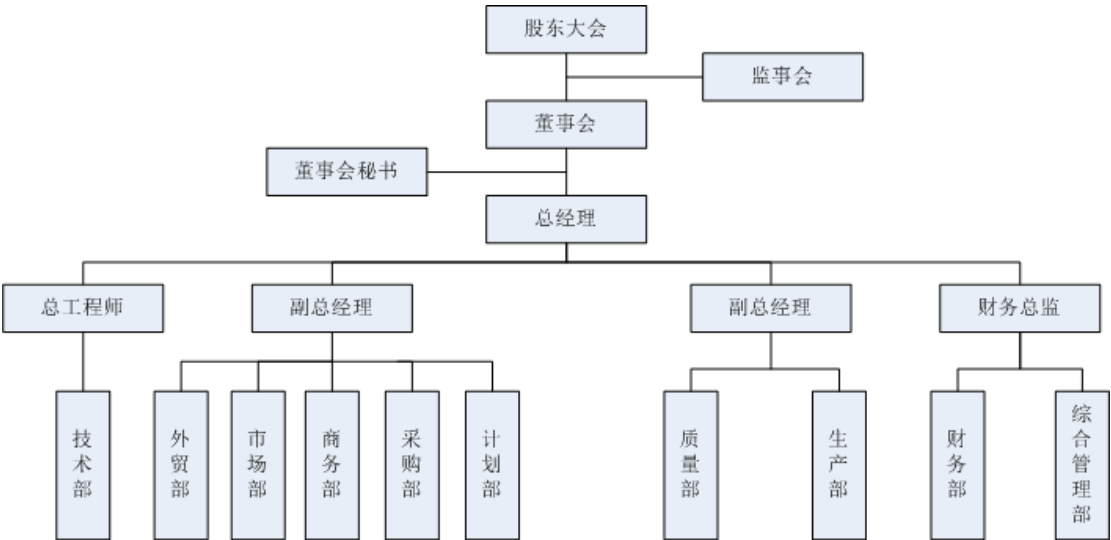 股东大会
监事会
董事会
董事会秘书
总经理
总工程师
副总经理
副总经理
财务总监
技术部
外贸部
市场部
商务部
采购部
计划部
质量部
生产部
财务部
综合管理部